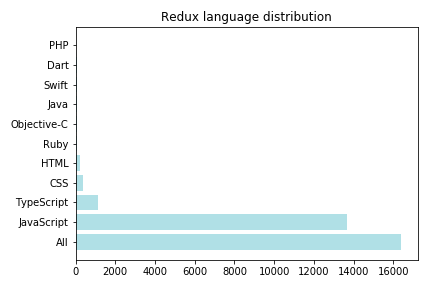 Redux language distribution
PHP
Dart
Swift
Java
Objective-C
Ruby
HTML
CSS
TypeScript
JavaScript
All
0 2000 4000 6000 8000 10000 12000 14000 16000